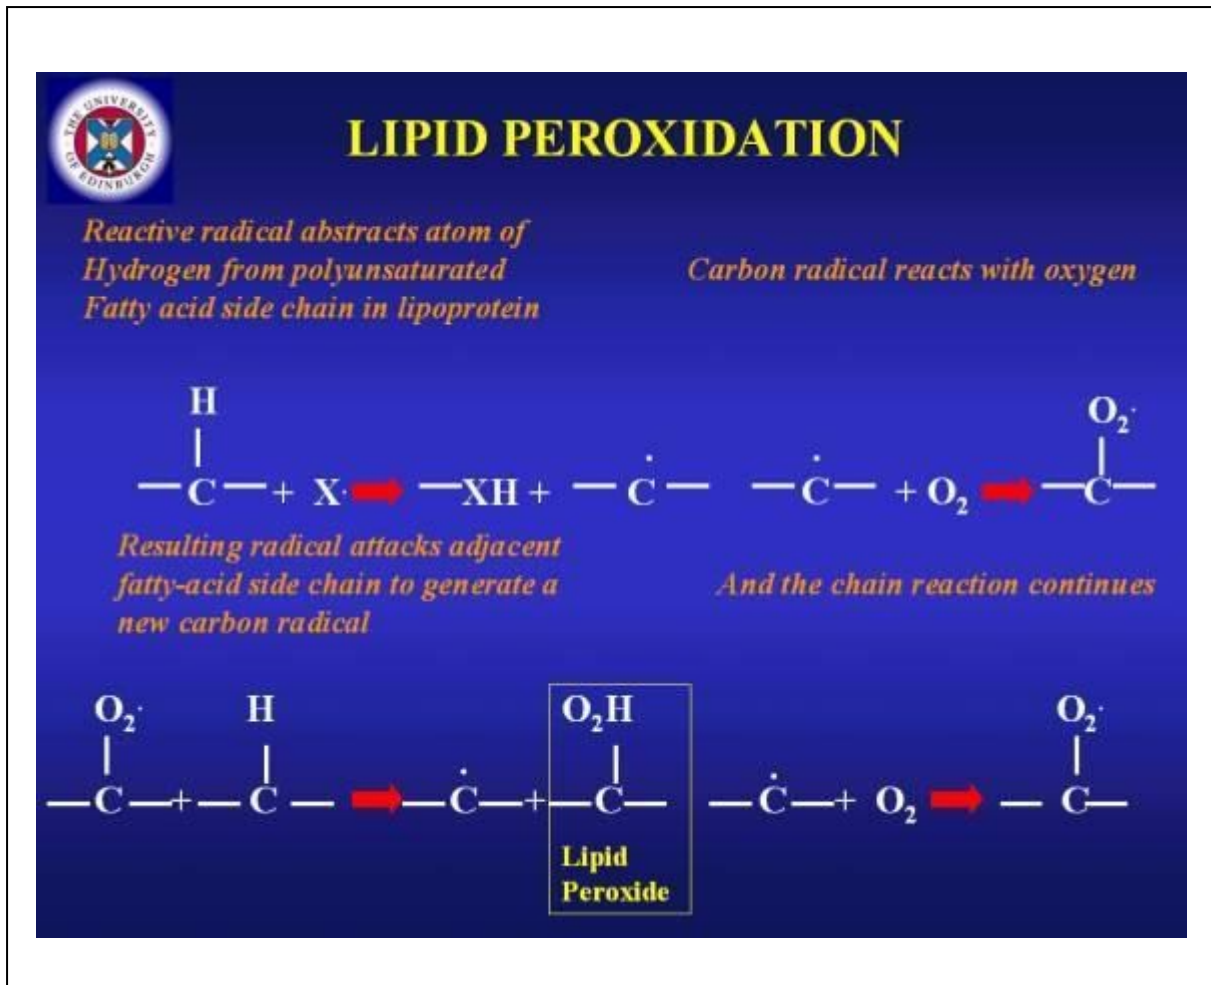 THE UNIVERSITY
OF EDINBURGH
LIPID PEROXIDATION
Reactive radical abstracts atom of
Hydrogen from polyunsaturated
Fatty acid side chain in lipoprotein
Carbon radical reacts with oxygen
H
O₂·
— C — + X· —XH + — Ċ —
— Ċ — + O₂ —C—
Resulting radical attacks adjacent
fatty-acid side chain to generate a
new carbon radical
And the chain reaction continues
O₂· H O₂H
O₂·
—C—+— C — —Ċ—+—C—
—Ċ—+ O₂ — C—
Lipid
Peroxide